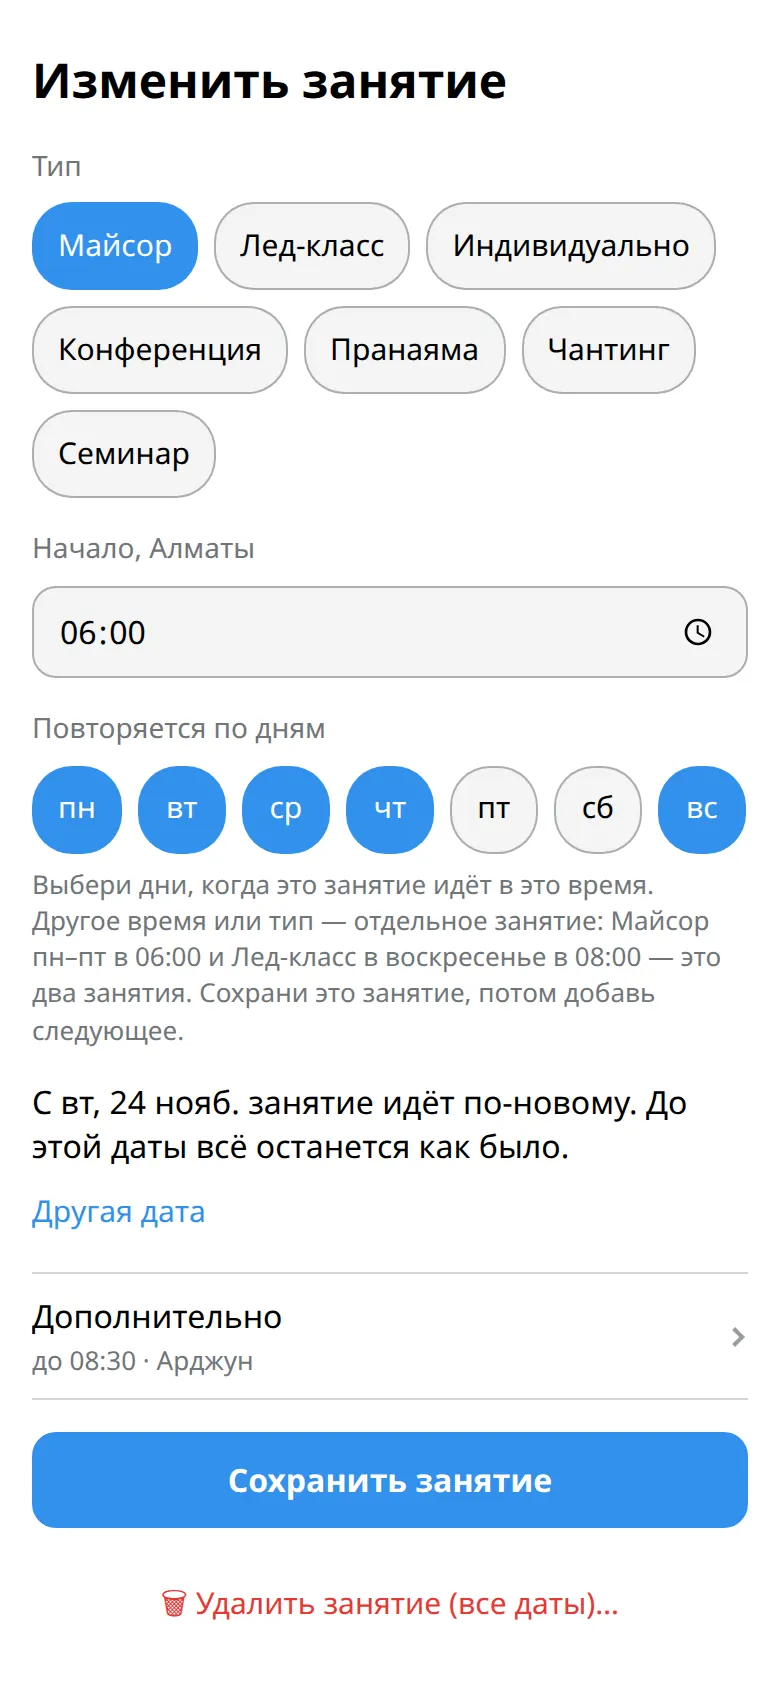 Изменить занятие
Тип
Майсор Лед-класс Индивидуально
Конференция Пранаяма Чантинг
Семинар
Начало, Алматы
06:00
Повторяется по дням
пн вт ср чт пт сб вс
Выбери дни, когда это занятие идёт в это время.
Другое время или тип — отдельное занятие: Майсор
пн–пт в 06:00 и Лед-класс в воскресенье в 08:00 — это
два занятия. Сохрани это занятие, потом добавь
следующее.
С вт, 24 нояб. занятие идёт по-новому. До
этой даты всё останется как было.
Другая дата
Дополнительно
до 08:30 · Арджун
Сохранить занятие
Удалить занятие (все даты)…